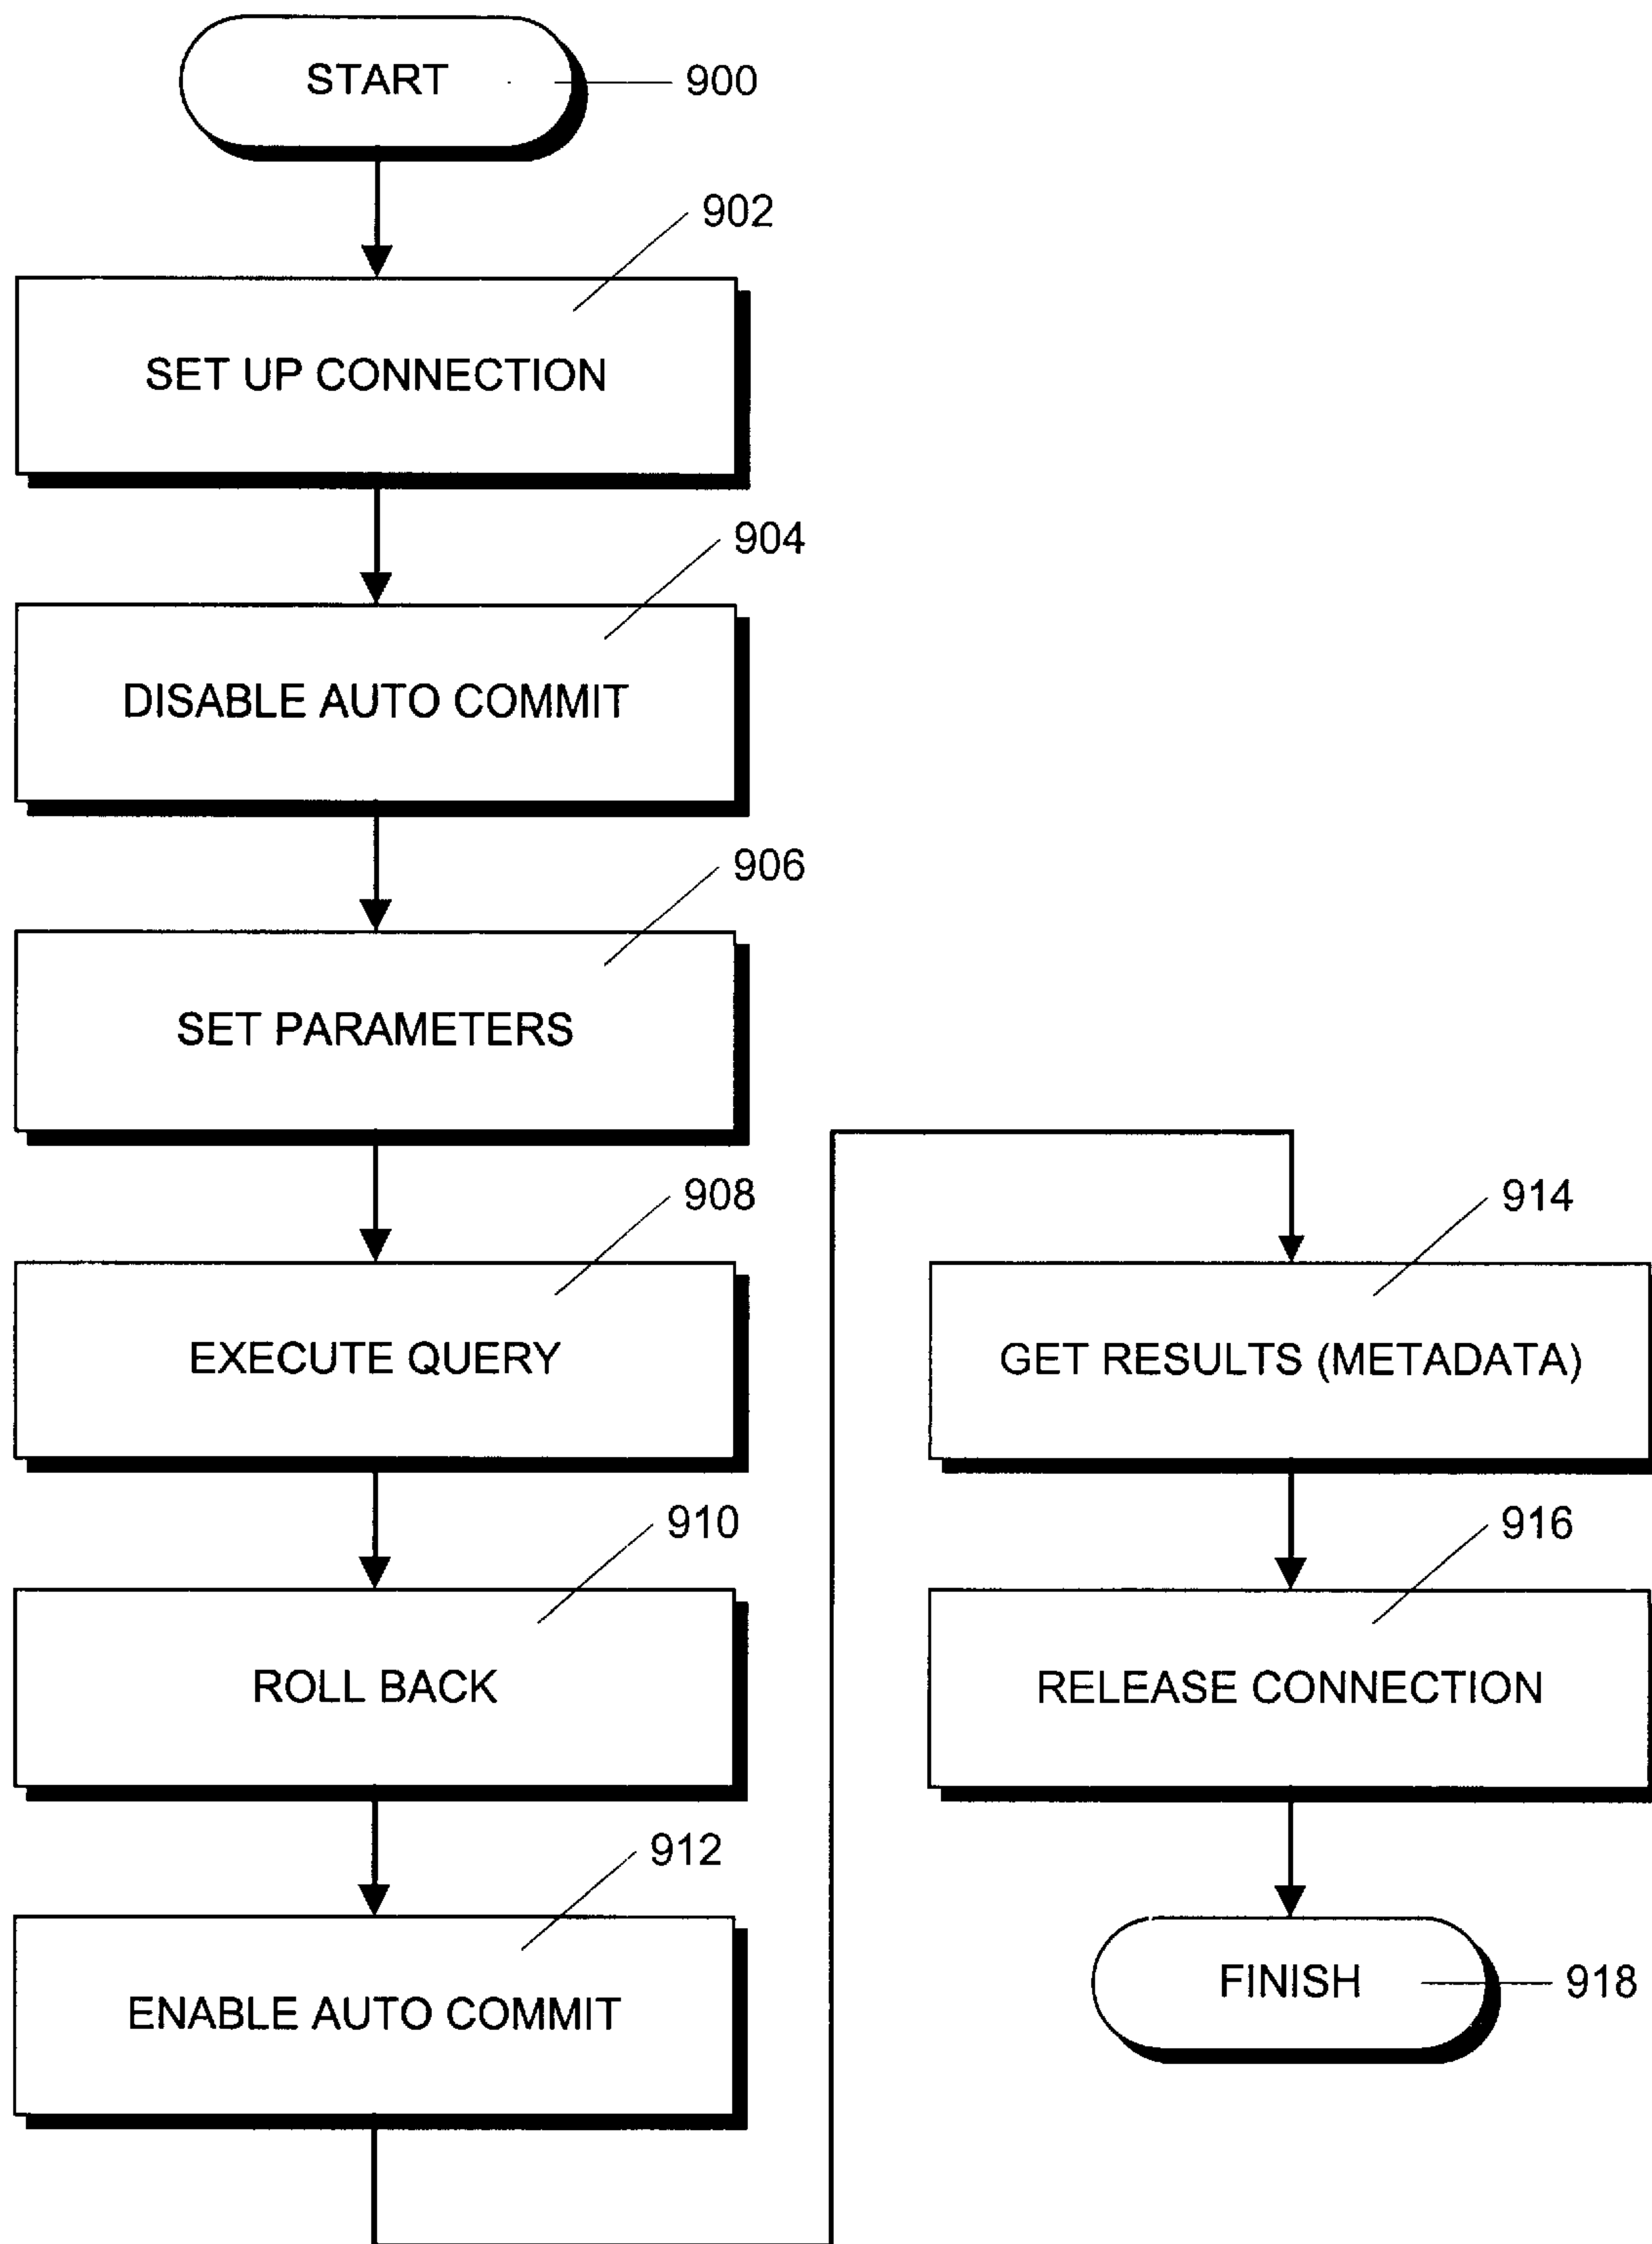 START
900
902
SET UP CONNECTION
904
DISABLE AUTO COMMIT
906
SET PARAMETERS
908
EXECUTE QUERY
910
ROLL BACK
912
ENABLE AUTO COMMIT
914
GET RESULTS (METADATA)
916
RELEASE CONNECTION
FINISH
918